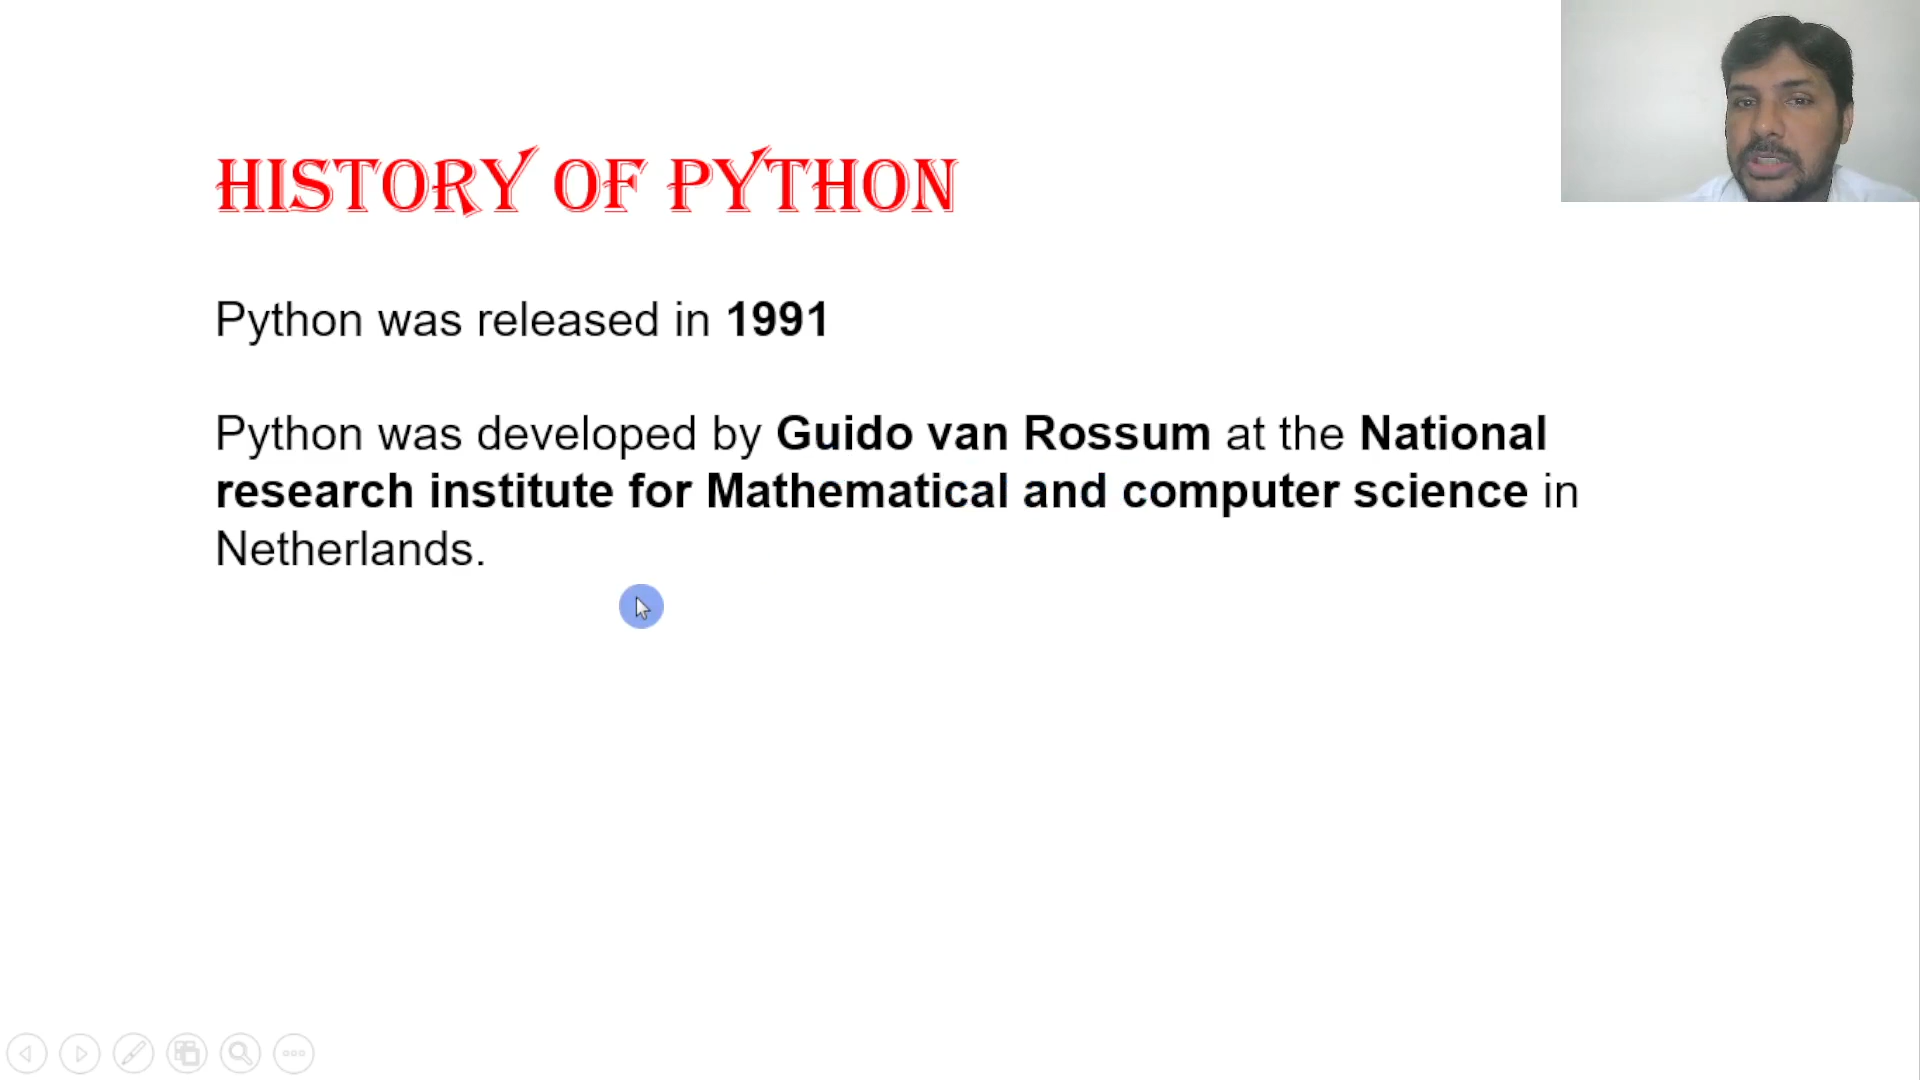 HISTORY OF PYTHON
Python was released in 1991
Python was developed by Guido van Rossum at the National
research institute for Mathematical and computer science in
Netherlands.